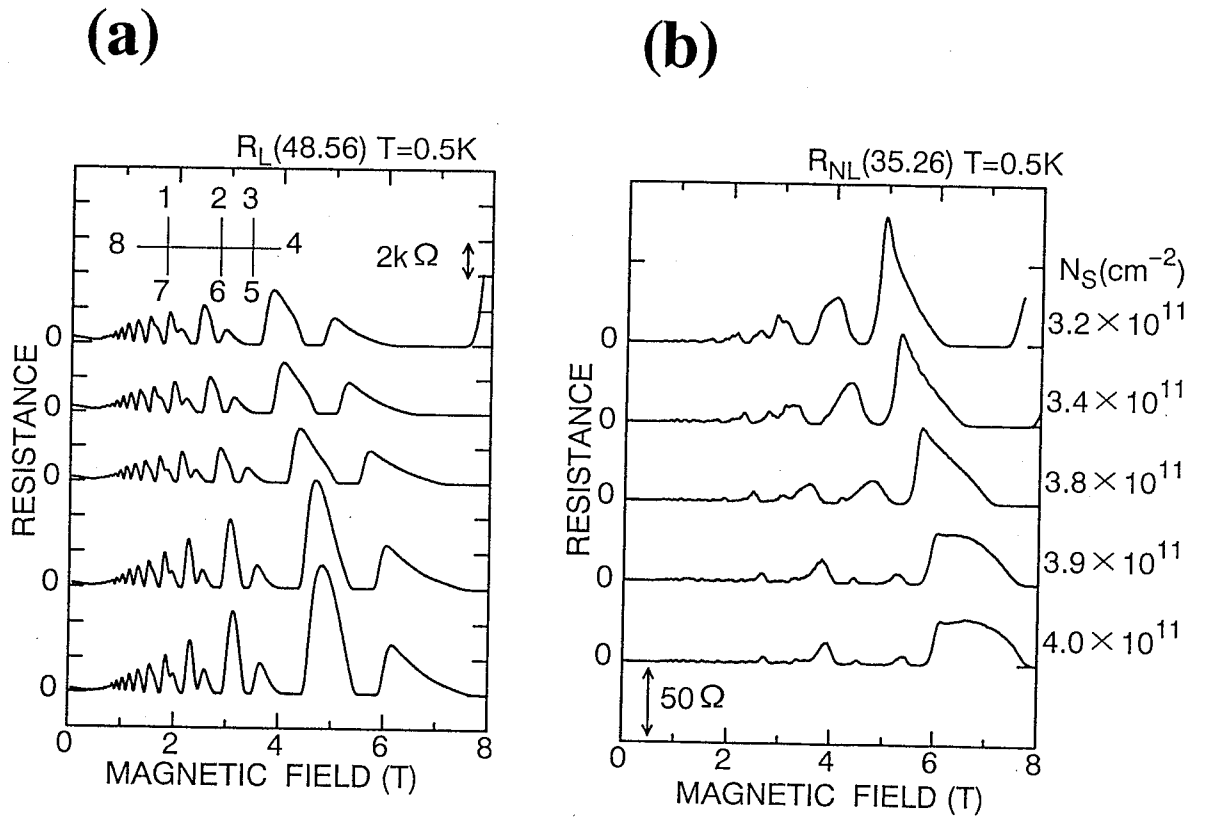 (a)
R_L(48.56) T=0.5K
1 2 3
8 4
7 6 5
2k Ω
0
0
0
0
0
RESISTANCE
0 2 4 6 8
MAGNETIC FIELD (T)
(b)
R_NL(35.26) T=0.5K
N_S(cm^-2)
3.2 × 10^11
3.4 × 10^11
3.8 × 10^11
3.9 × 10^11
4.0 × 10^11
0
0
0
0
0
50 Ω
RESISTANCE
0 2 4 6 8
MAGNETIC FIELD (T)